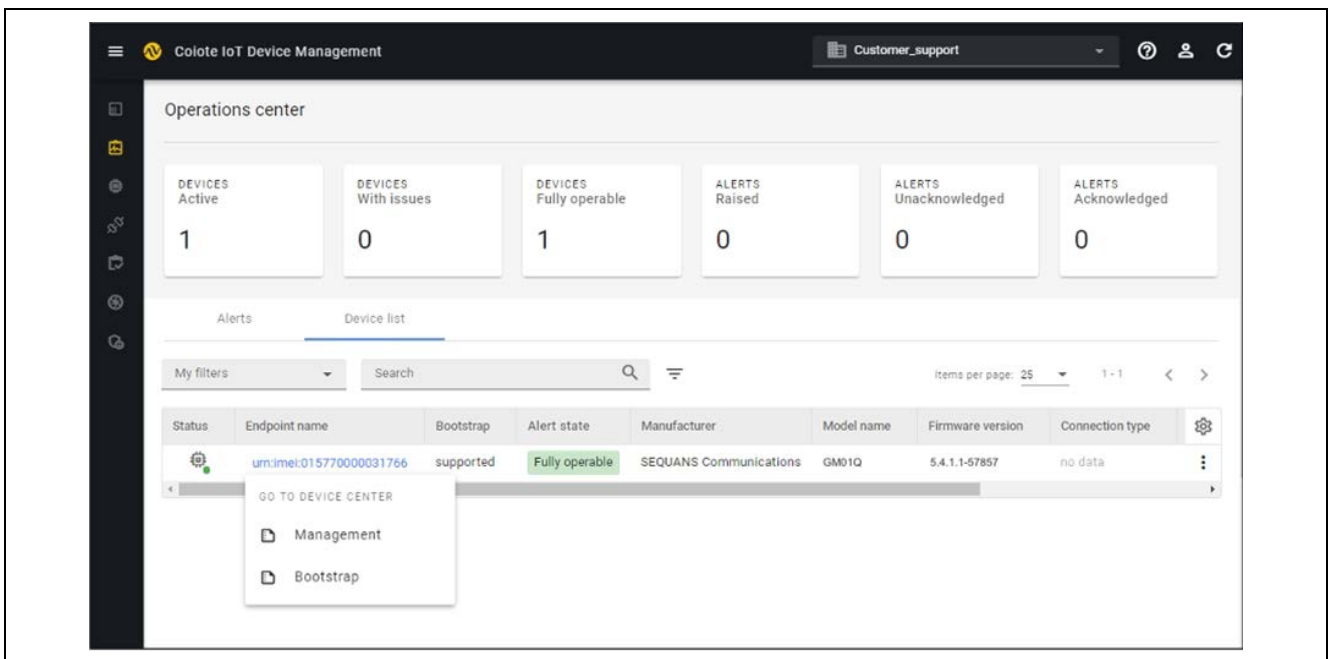 Coiote IoT Device Management
Customer_support
Operations center
DEVICES
Active
1
DEVICES
With issues
0
DEVICES
Fully operable
1
ALERTS
Raised
0
ALERTS
Unacknowledged
0
ALERTS
Acknowledged
0
Alerts Device list
My filters Search Items per page: 25 1 - 1
Status Endpoint name Bootstrap Alert state Manufacturer Model name Firmware version Connection type
urn:imei:015770000031766 supported Fully operable SEQUANS Communications GM01Q 5.4.1.1-57857 no data
GO TO DEVICE CENTER
Management
Bootstrap